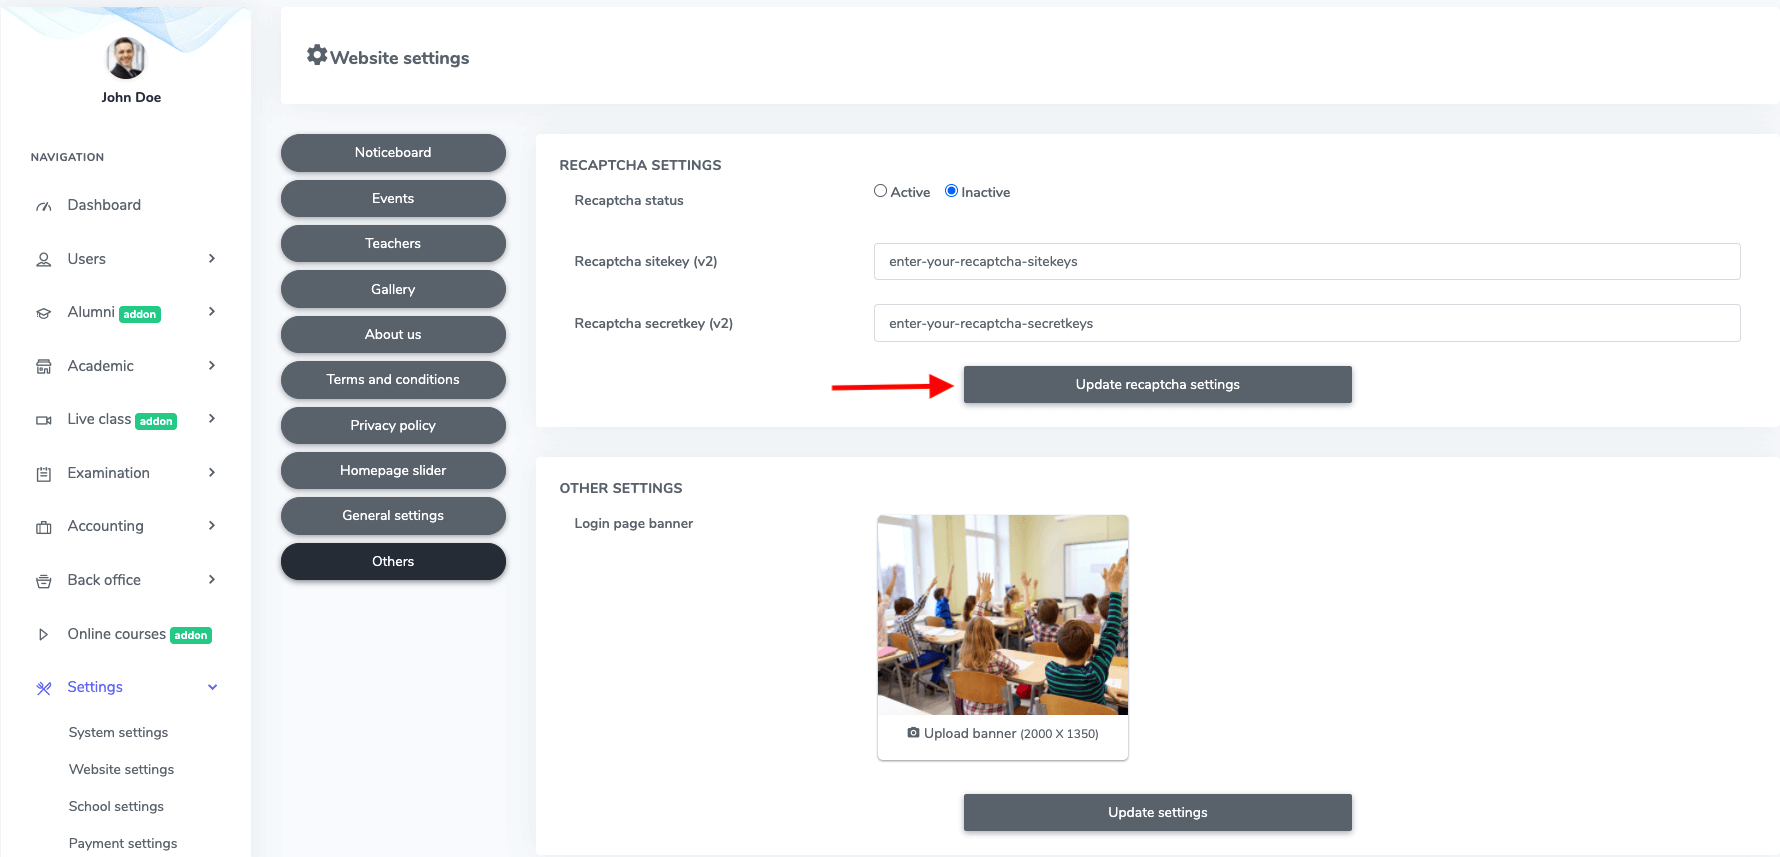 John Doe
NAVIGATION
Dashboard
Users
Alumni addon
Academic
Live class addon
Examination
Accounting
Back office
Online courses addon
Settings
System settings
Website settings
School settings
Payment settings
Website settings
Noticeboard
Events
Teachers
Gallery
About us
Terms and conditions
Privacy policy
Homepage slider
General settings
Others
RECAPTCHA SETTINGS
Recaptcha status
Active Inactive
Recaptcha sitekey (v2)
enter-your-recaptcha-sitekeys
Recaptcha secretkey (v2)
enter-your-recaptcha-secretkeys
Update recaptcha settings
OTHER SETTINGS
Login page banner
Upload banner (2000 X 1350)
Update settings